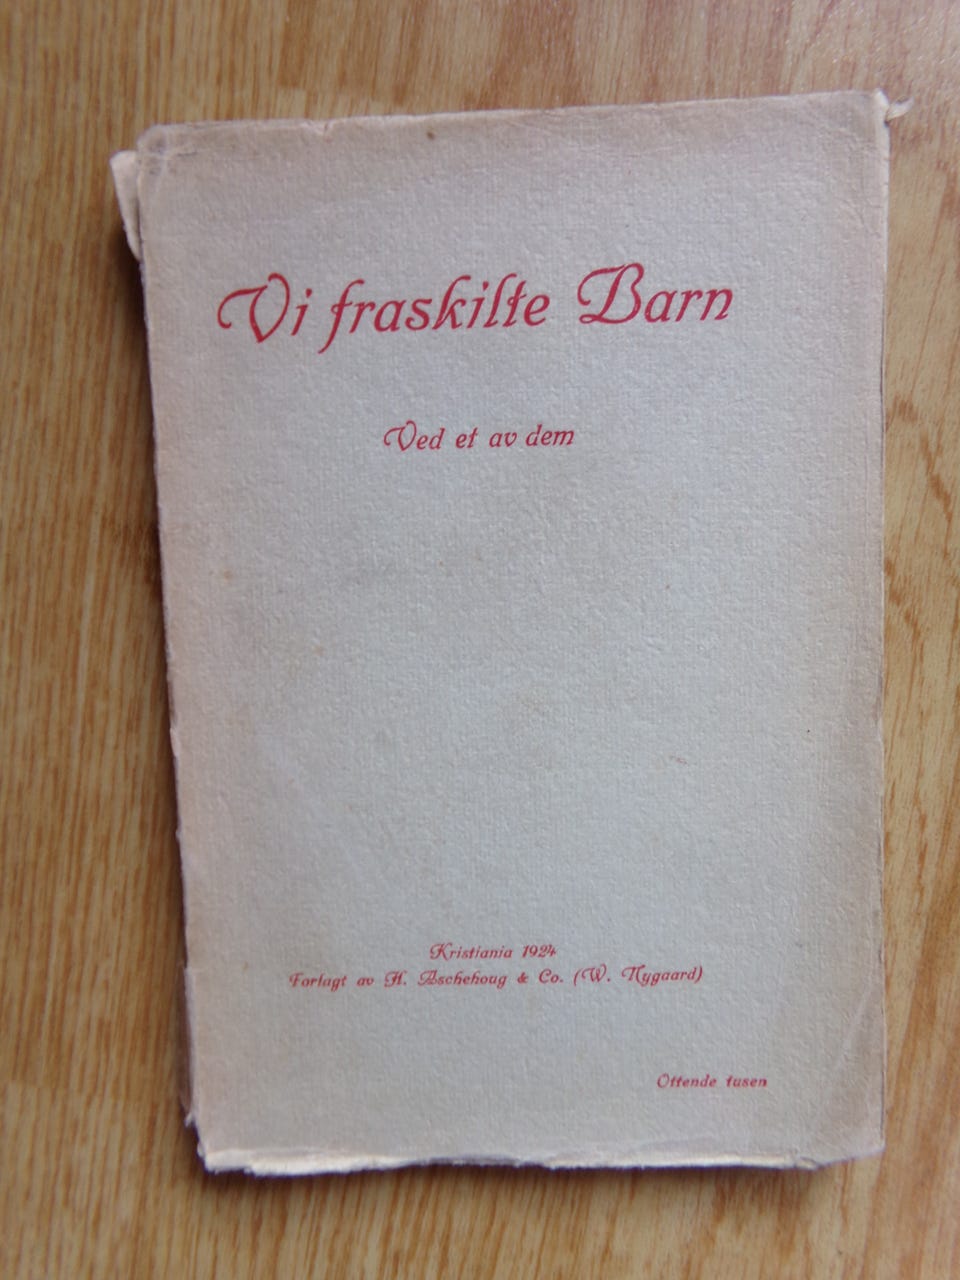 Vi fraskilte Barn
Ved et av dem
Kristiania 1924
Forlagt av H. Aschehoug & Co. (W. Nygaard)
Ottende tusen